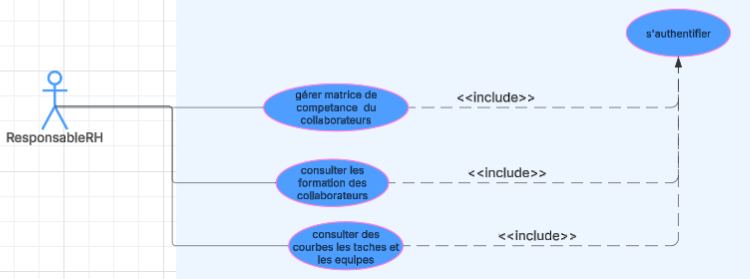 s'authentifier
gérer matrice de
competance du
collaborateurs
<<include>>
ResponsableRH
consulter les
formation des
collaborateurs
<<include>>
consulter des
courbes les taches et
les equipes
<<include>>